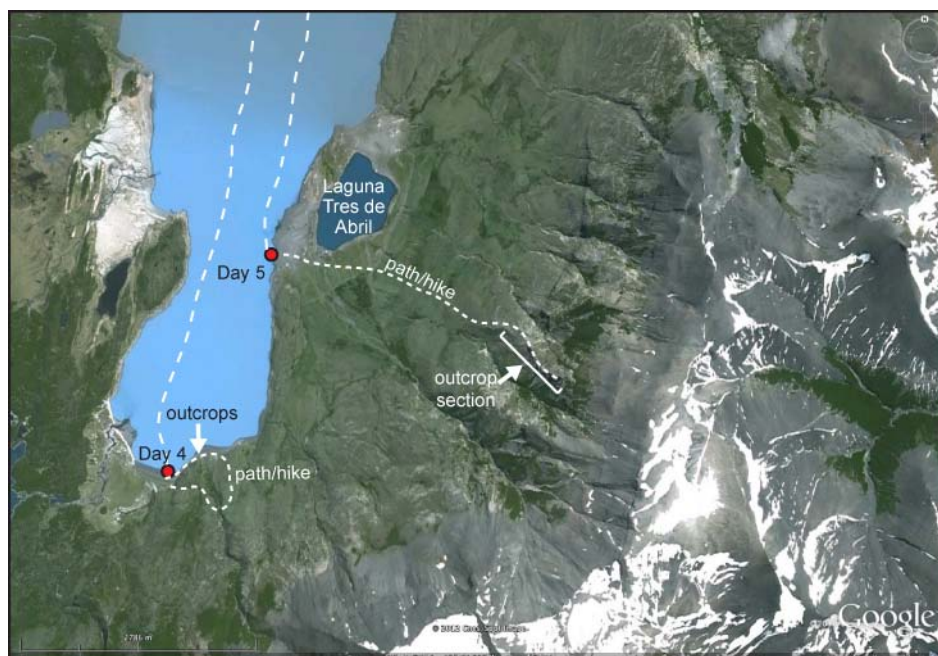 Laguna
Tres de
Abril
Day 5
path/hike
outcrop
section
outcrops
Day 4
path/hike
Google